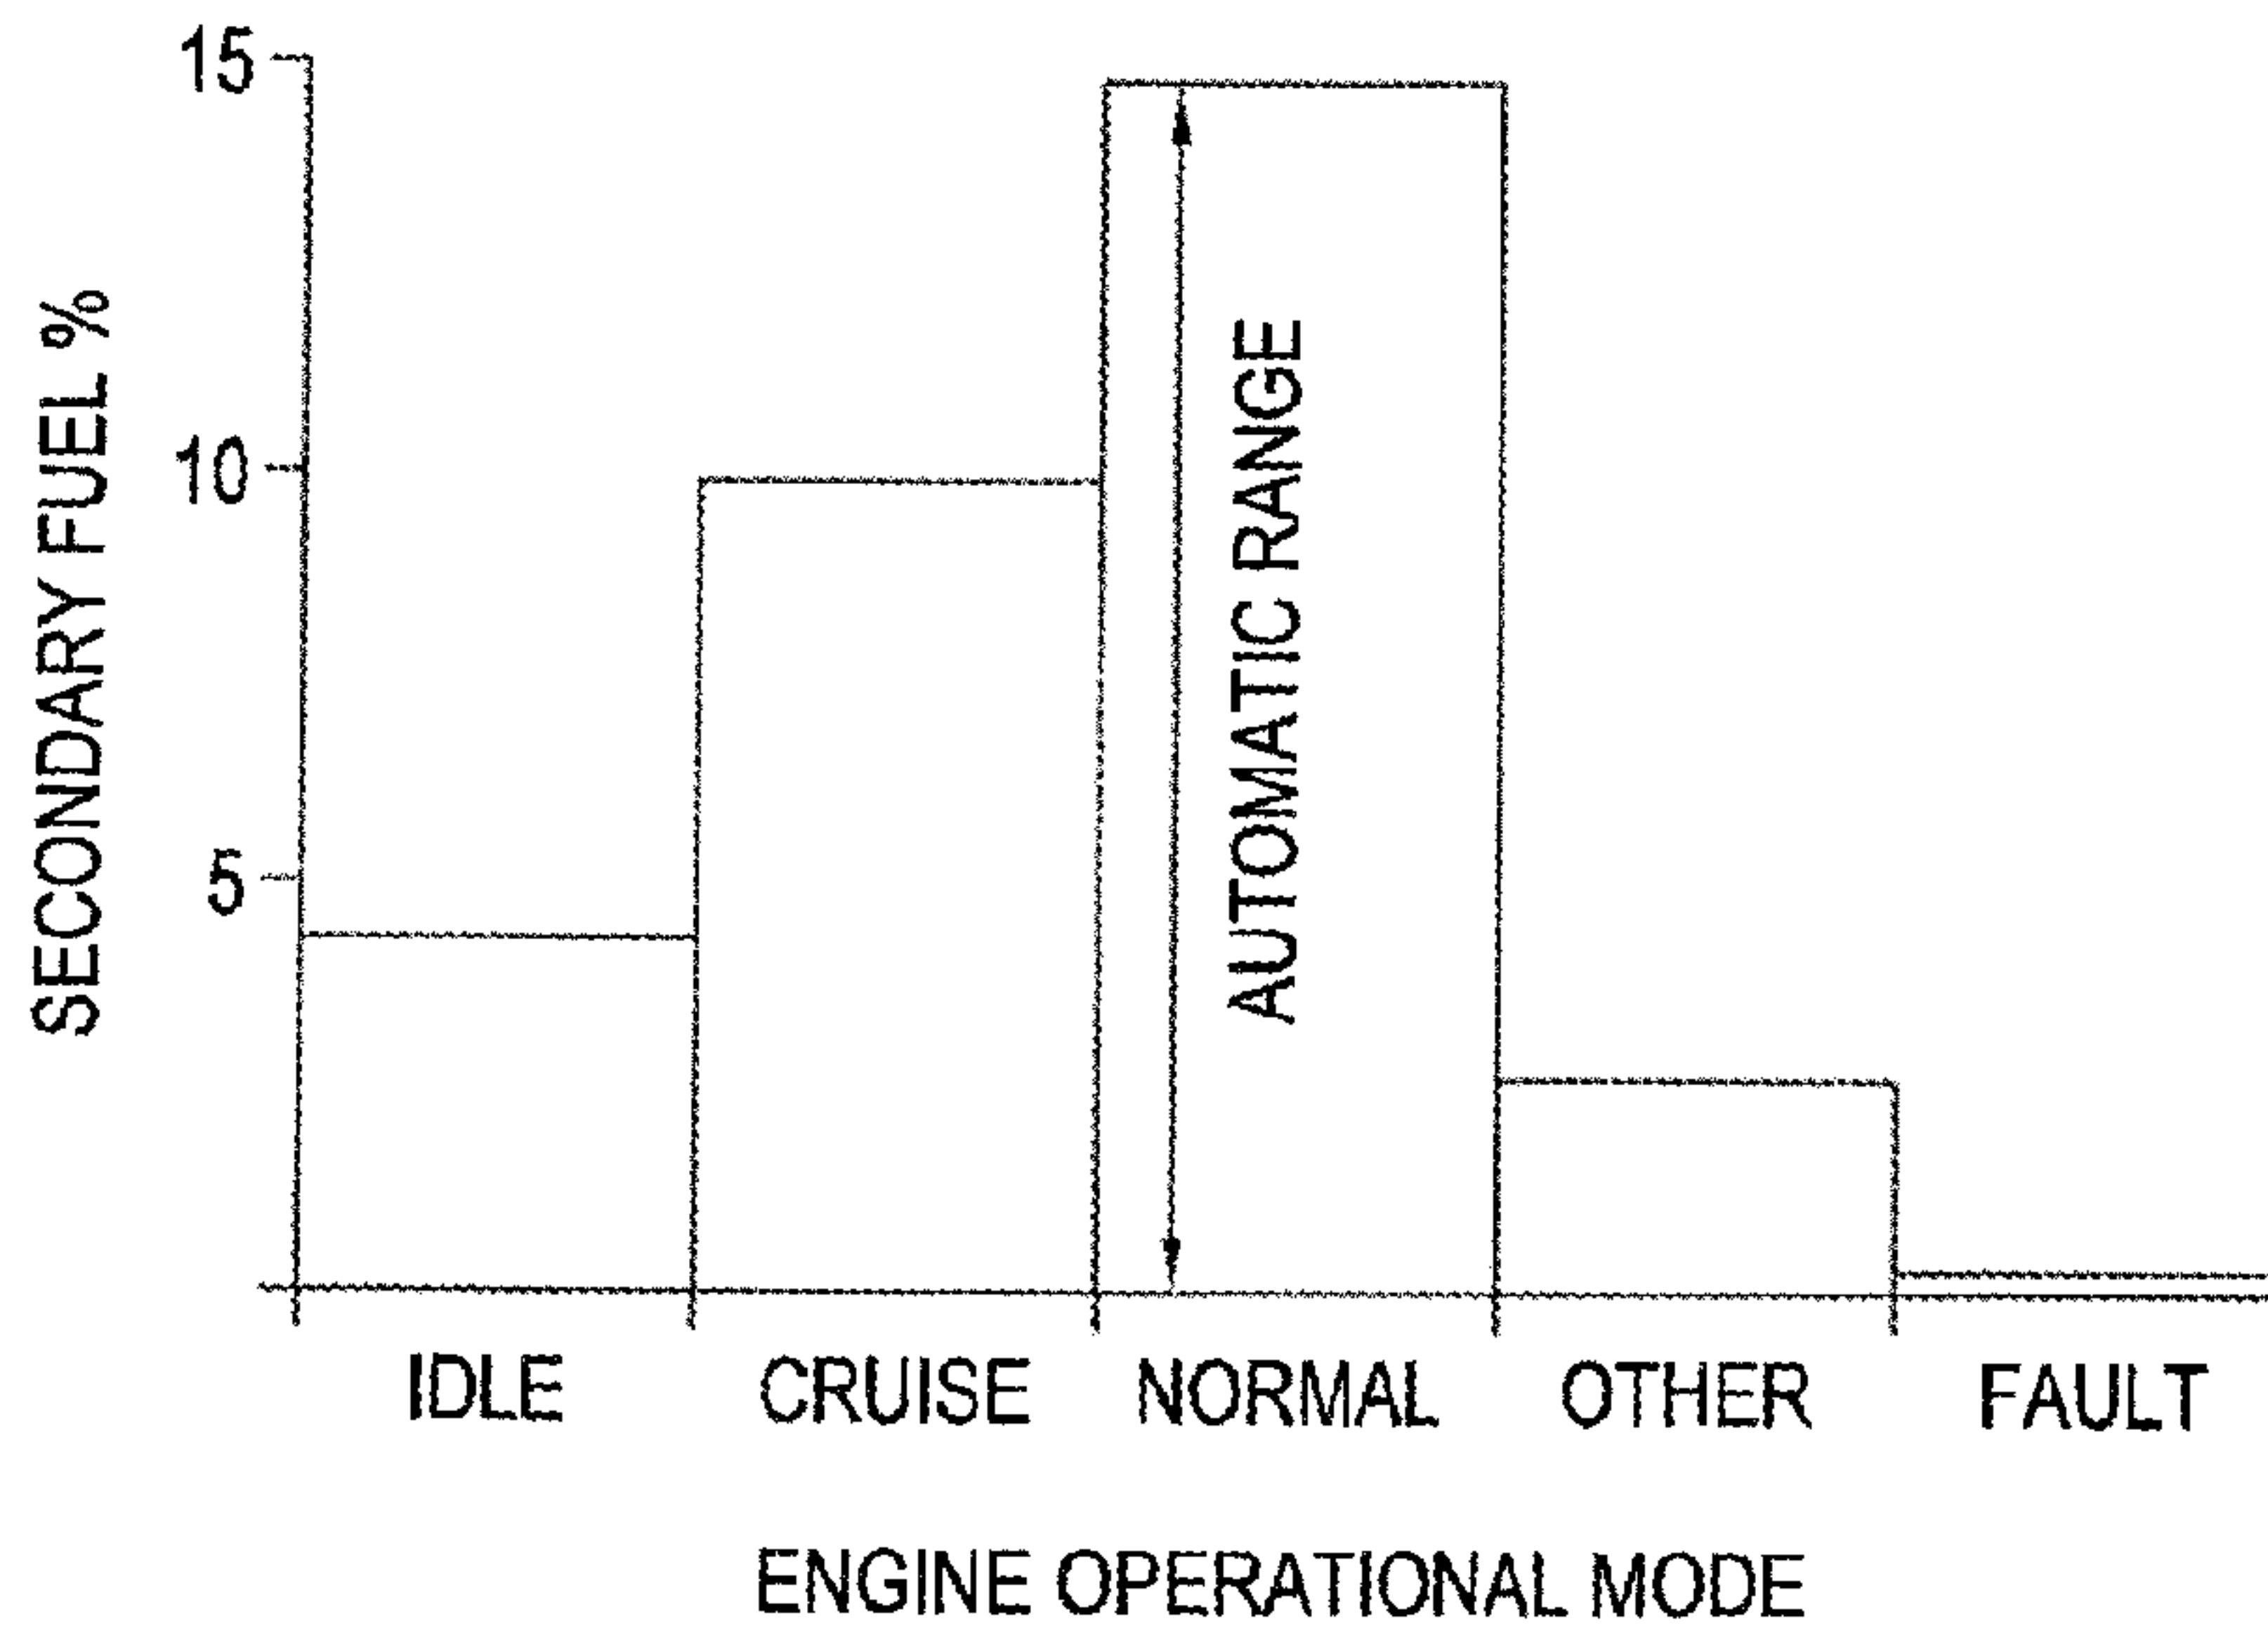 SECONDARY FUEL %
15
10
5
AUTOMATIC RANGE
IDLE CRUISE NORMAL OTHER FAULT
ENGINE OPERATIONAL MODE